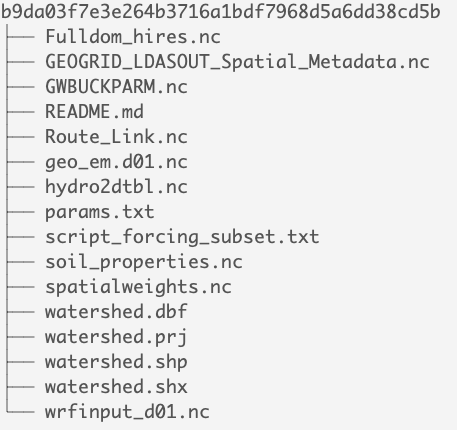 b9da03f7e3e264b3716a1bdf7968d5a6dd38cd5b
├── Fulldom_hires.nc
├── GEOGRID_LDASOUT_Spatial_Metadata.nc
├── GWBUCKPARM.nc
├── README.md
├── Route_Link.nc
├── geo_em.d01.nc
├── hydro2dtbl.nc
├── params.txt
├── script_forcing_subset.txt
├── soil_properties.nc
├── spatialweights.nc
├── watershed.dbf
├── watershed.prj
├── watershed.shp
├── watershed.shx
└── wrfinput_d01.nc